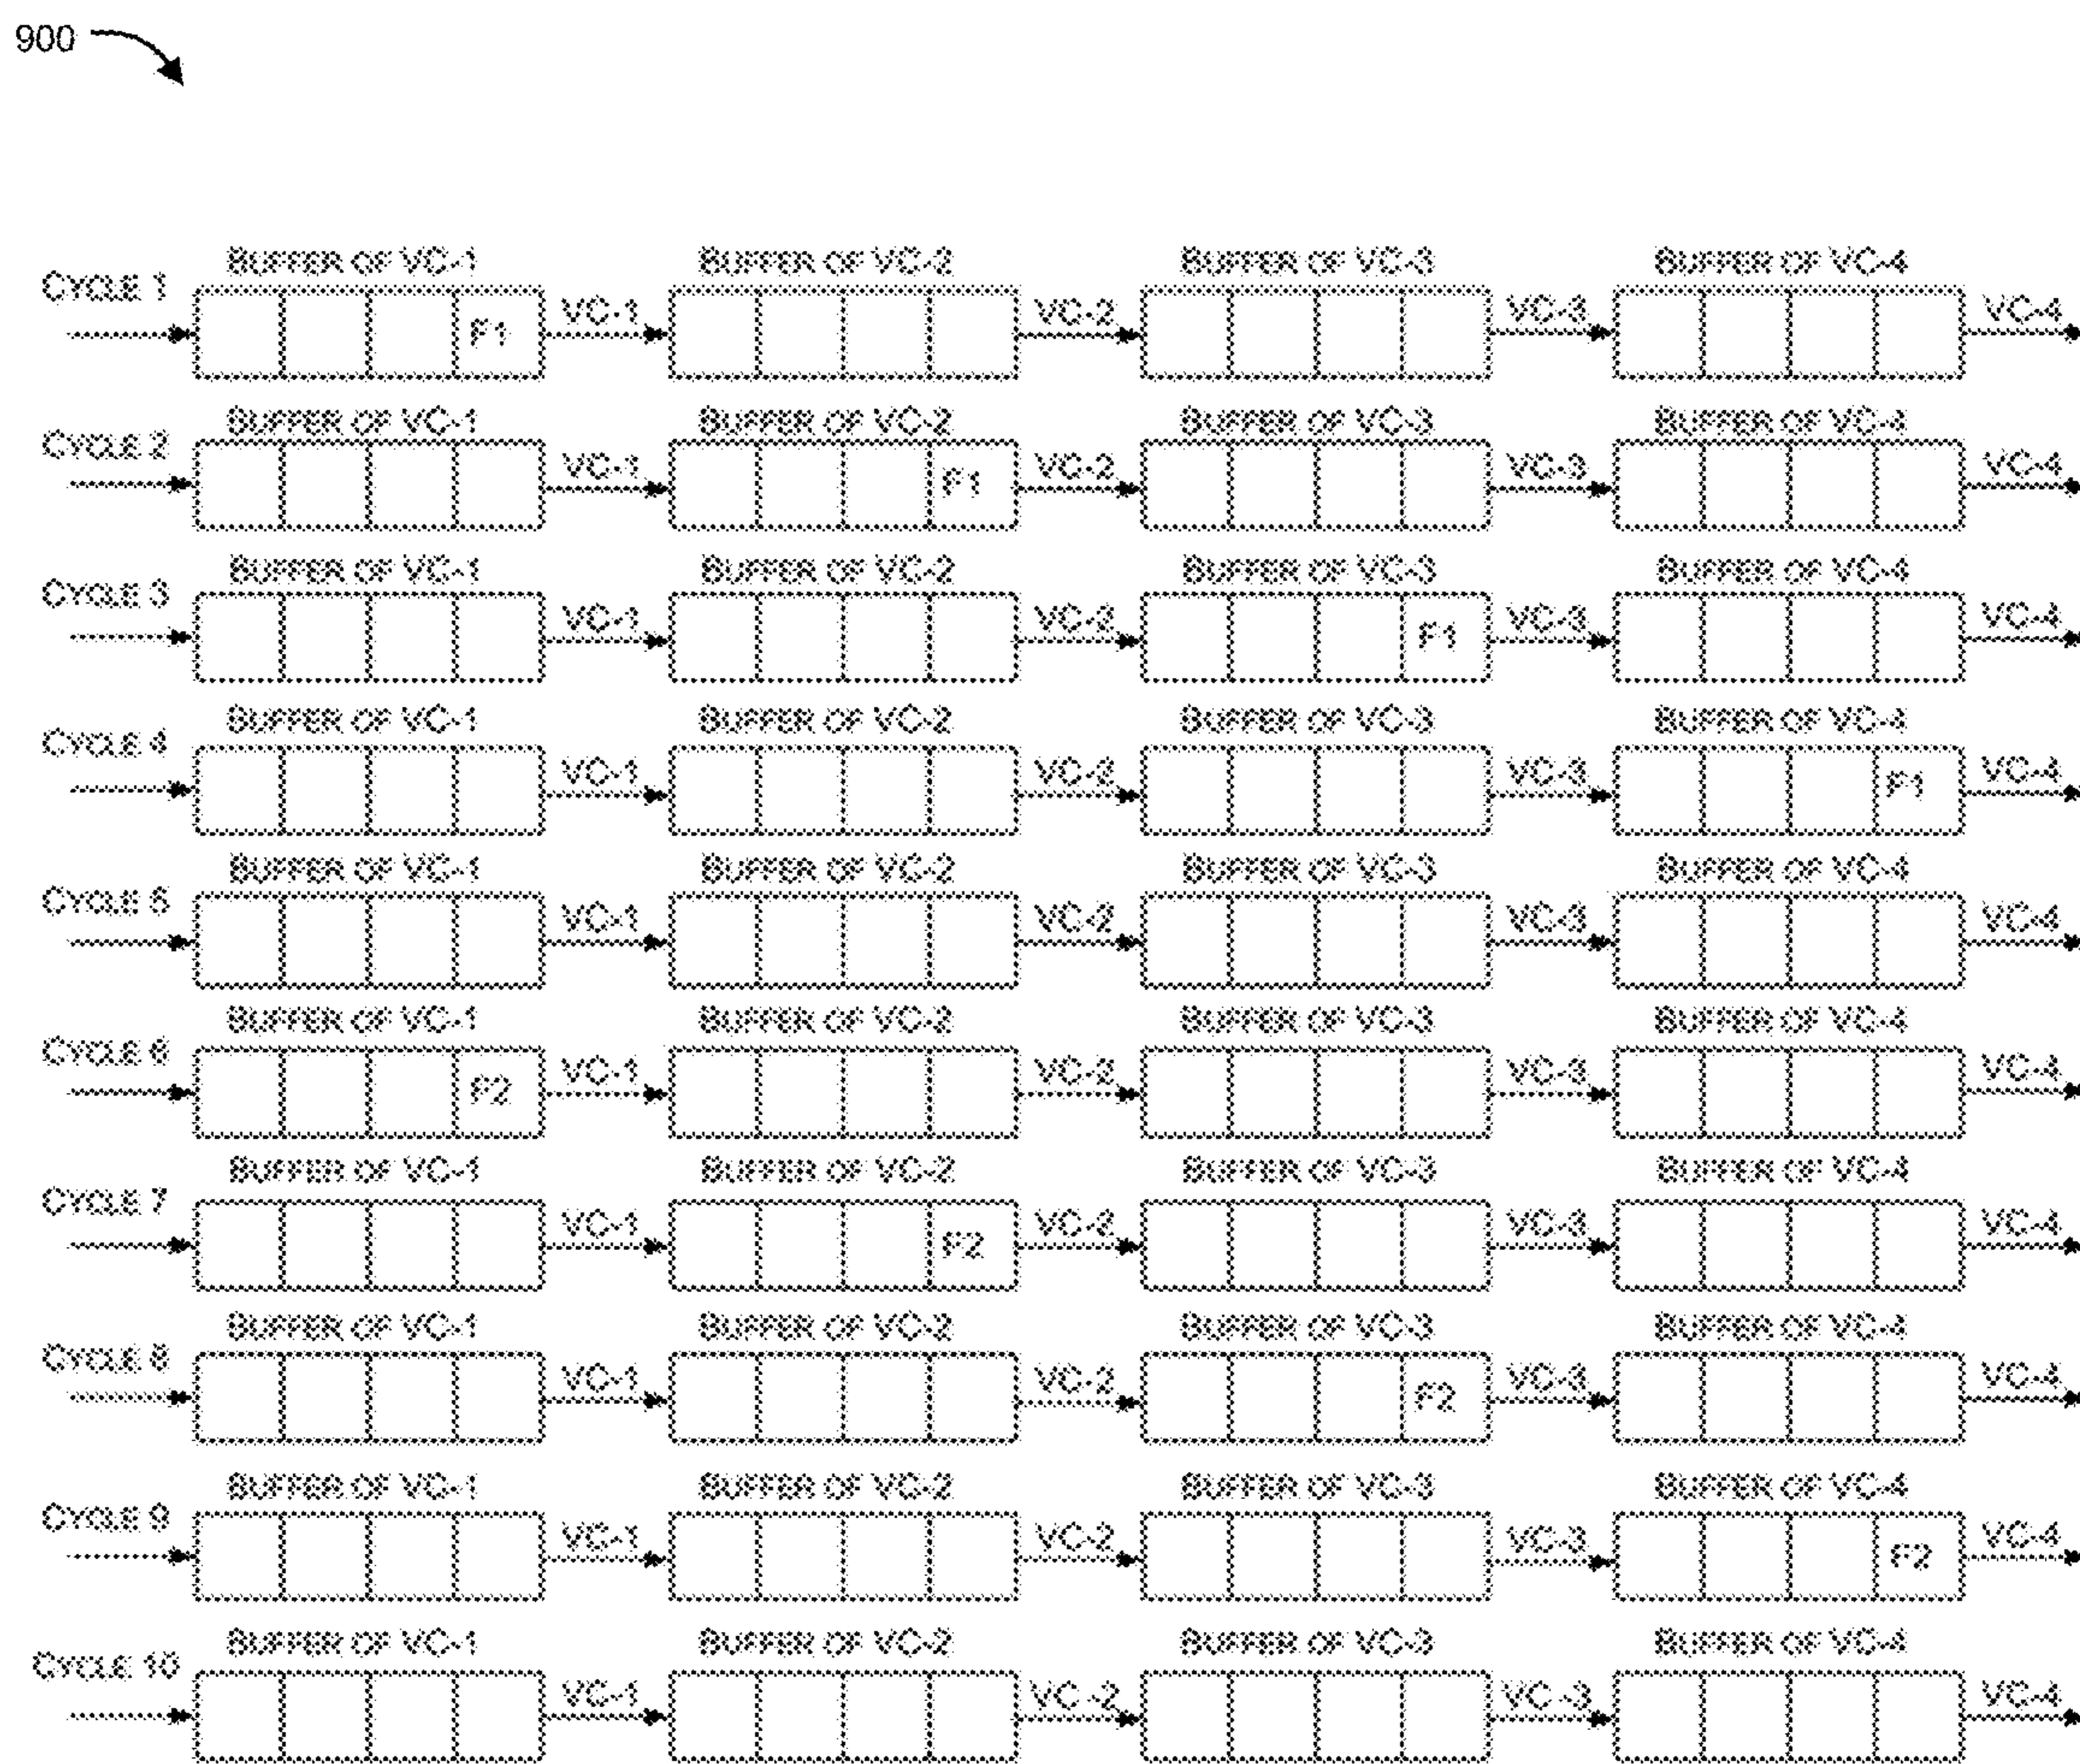 900
BUFFER OF VC-1 BUFFER OF VC-2 BUFFER OF VC-3 BUFFER OF VC-4
CYCLE 1 F1 VC-1 VC-2 VC-3 VC-4
BUFFER OF VC-1 BUFFER OF VC-2 BUFFER OF VC-3 BUFFER OF VC-4
CYCLE 2 VC-1 F1 VC-2 VC-3 VC-4
BUFFER OF VC-1 BUFFER OF VC-2 BUFFER OF VC-3 BUFFER OF VC-4
CYCLE 3 VC-1 VC-2 F1 VC-3 VC-4
BUFFER OF VC-1 BUFFER OF VC-2 BUFFER OF VC-3 BUFFER OF VC-4
CYCLE 4 VC-1 VC-2 VC-3 F1 VC-4
BUFFER OF VC-1 BUFFER OF VC-2 BUFFER OF VC-3 BUFFER OF VC-4
CYCLE 5 VC-1 VC-2 VC-3 VC-4
BUFFER OF VC-1 BUFFER OF VC-2 BUFFER OF VC-3 BUFFER OF VC-4
CYCLE 6 F2 VC-1 VC-2 VC-3 VC-4
BUFFER OF VC-1 BUFFER OF VC-2 BUFFER OF VC-3 BUFFER OF VC-4
CYCLE 7 VC-1 F2 VC-2 VC-3 VC-4
BUFFER OF VC-1 BUFFER OF VC-2 BUFFER OF VC-3 BUFFER OF VC-4
CYCLE 8 VC-1 VC-2 F2 VC-3 VC-4
BUFFER OF VC-1 BUFFER OF VC-2 BUFFER OF VC-3 BUFFER OF VC-4
CYCLE 9 VC-1 VC-2 VC-3 F2 VC-4
BUFFER OF VC-1 BUFFER OF VC-2 BUFFER OF VC-3 BUFFER OF VC-4
CYCLE 10 VC-1 VC-2 VC-3 VC-4